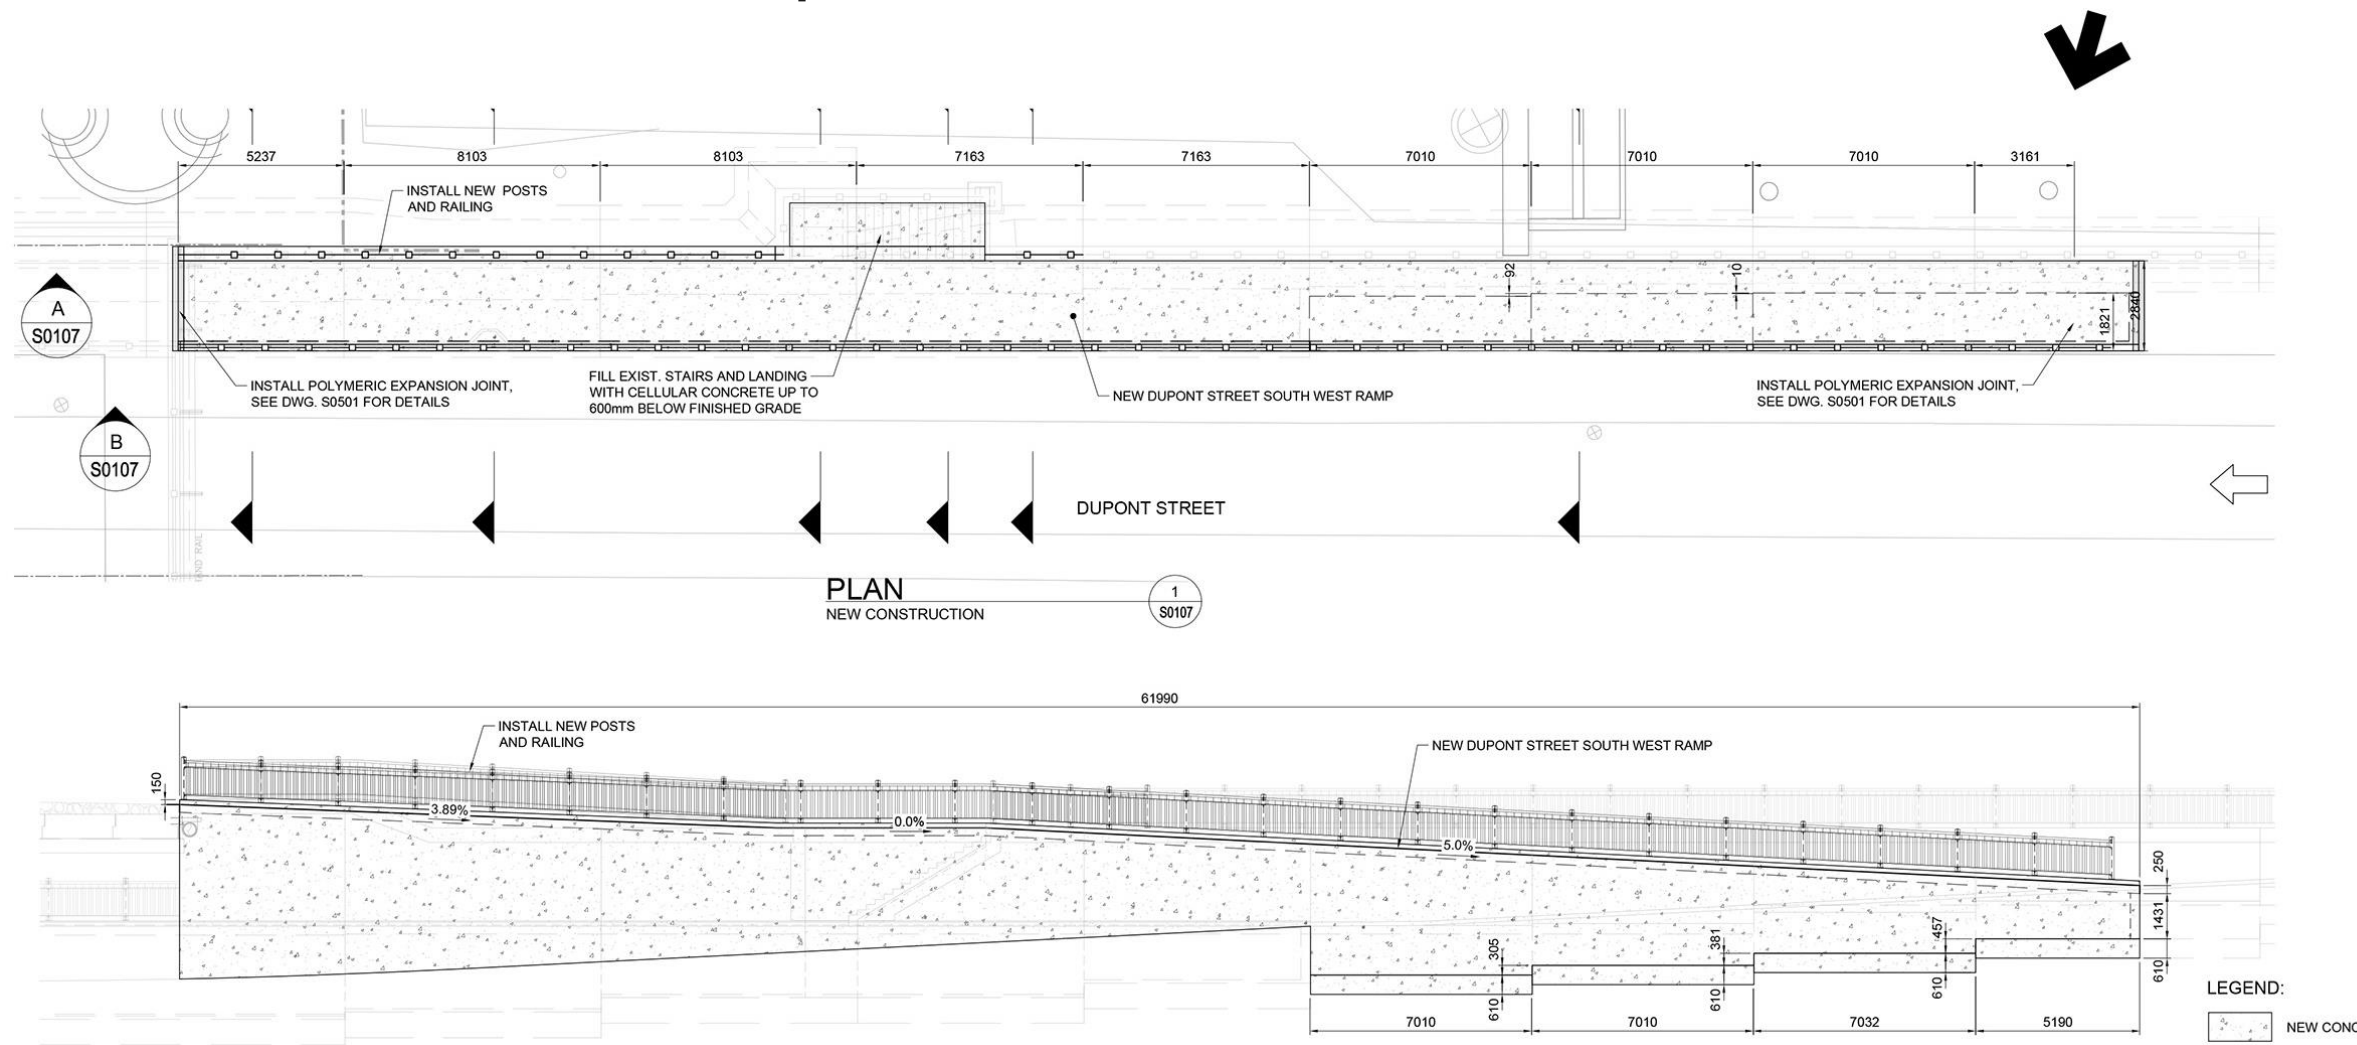 5237
8103
8103
7163
7163
7010
7010
7010
3161
INSTALL NEW POSTS
AND RAILING
92
10
1821
2840
A
S0107
B
S0107
INSTALL POLYMERIC EXPANSION JOINT,
SEE DWG. S0501 FOR DETAILS
FILL EXIST. STAIRS AND LANDING
WITH CELLULAR CONCRETE UP TO
600mm BELOW FINISHED GRADE
NEW DUPONT STREET SOUTH WEST RAMP
INSTALL POLYMERIC EXPANSION JOINT,
SEE DWG. S0501 FOR DETAILS
DUPONT STREET
PLAN
NEW CONSTRUCTION
1
S0107
61990
INSTALL NEW POSTS
AND RAILING
NEW DUPONT STREET SOUTH WEST RAMP
150
3.89%
0.0%
5.0%
250
1431
610
457
610
381
610
305
610
7010
7010
7032
5190
LEGEND:
NEW CONC